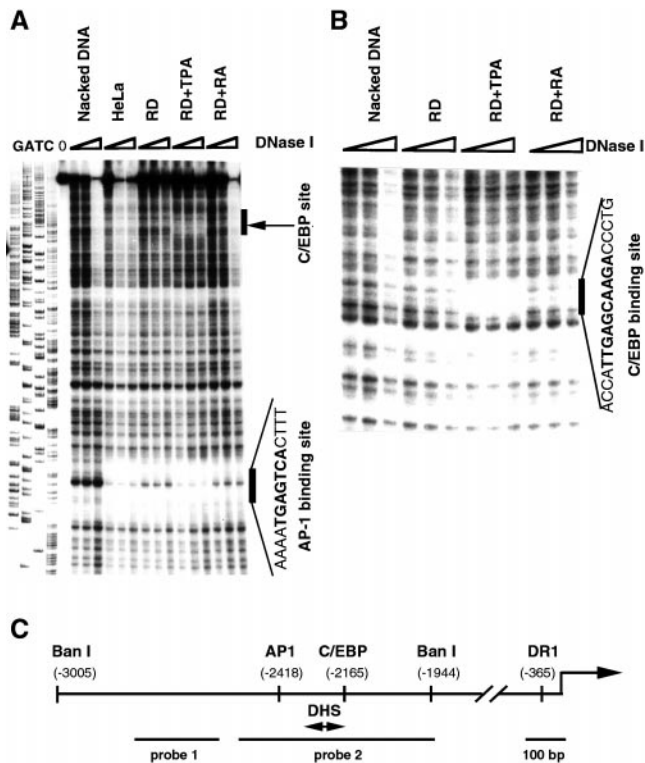 A
Nacked DNA
HeLa
RD
RD+TPA
RD+RA
GATC 0
DNase I
C/EBP site
AAAATGAGTCACTTT
AP-1 binding site
B
Nacked DNA
RD
RD+TPA
RD+RA
DNase I
ACCATTGAGCAAGACCCTG
C/EBP binding site
C
Ban I
AP1
C/EBP
Ban I
DR1
(-3005)
(-2418)
(-2165)
(-1944)
(-365)
DHS
probe 1
probe 2
100 bp